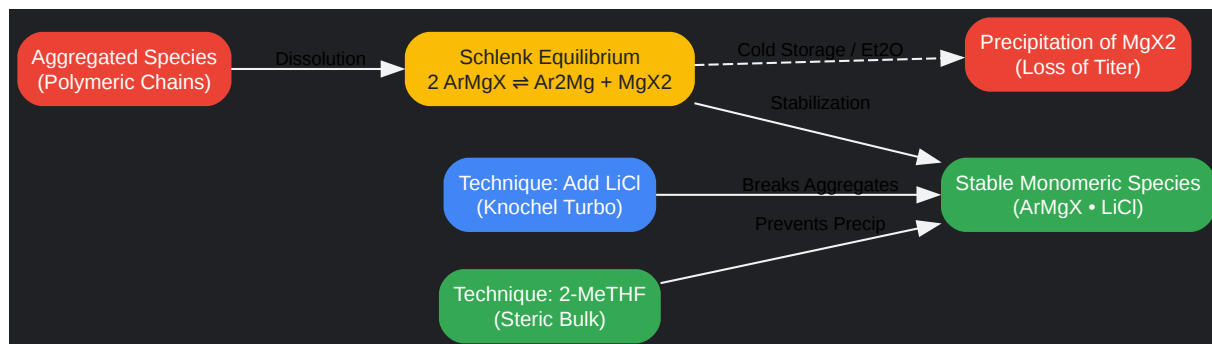 Aggregated Species
(Polymeric Chains)
Dissolution
Schlenk Equilibrium
2 ArMgX ⇌ Ar2Mg + MgX2
Cold Storage / Et2O
Precipitation of MgX2
(Loss of Titer)
Stabilization
Technique: Add LiCl
(Knochel Turbo)
Breaks Aggregates
Stable Monomeric Species
(ArMgX • LiCl)
Prevents Precip
Technique: 2-MeTHF
(Steric Bulk)